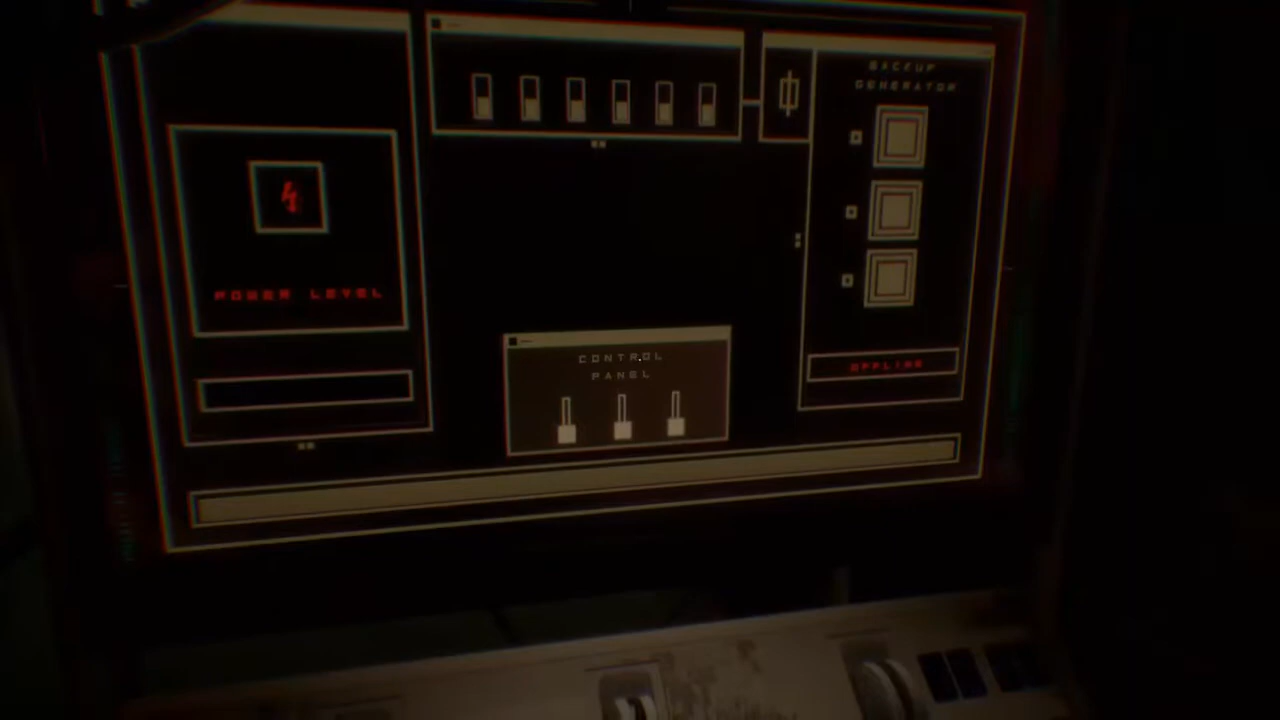 POWER LEVEL
CONTROL
PANEL
BACKUP
GENERATOR
OFFLINE